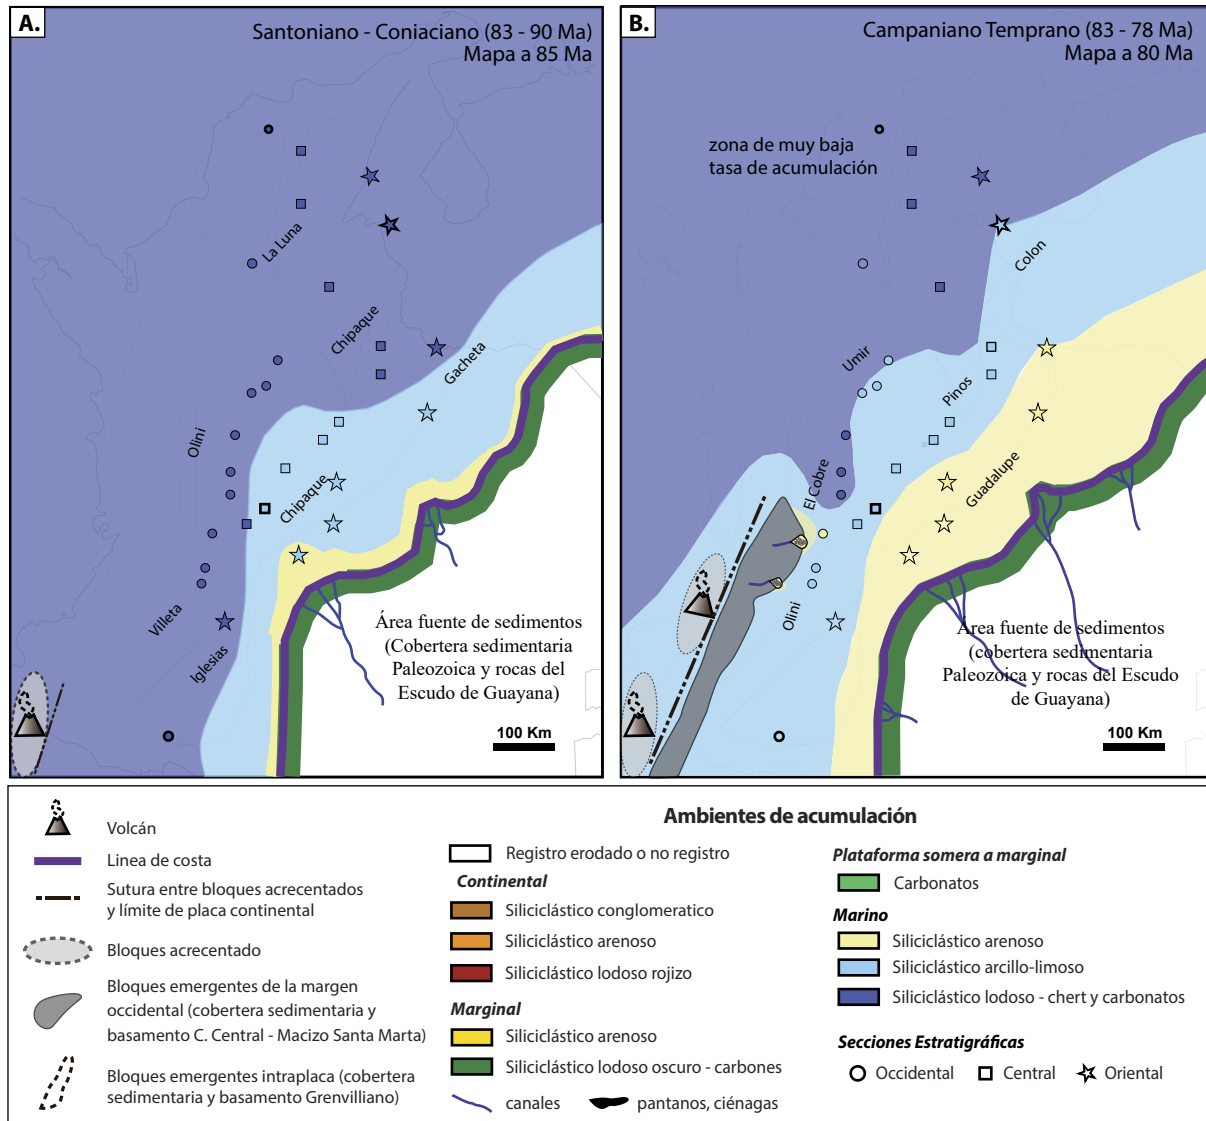 A.
Santoniano - Coniaciano (83 - 90 Ma)
Mapa a 85 Ma
La Luna
Chipaque
Gacheta
Olini
Chipaque
Villeta
Iglesias
Área fuente de sedimentos
(Cobertera sedimentaria
Paleozoica y rocas del
Escudo de Guayana)
100 Km
B.
Campaniano Temprano (83 - 78 Ma)
Mapa a 80 Ma
zona de muy baja
tasa de acumulación
Colon
Umir
Pinos
El Cobre
Guadalupe
Olini
Área fuente de sedimentos
(cobertera sedimentaria
Paleozoica y rocas del Escudo
de Guayana)
100 Km
Volcán
Linea de costa
Sutura entre bloques acrecentados
y límite de placa continental
Bloques acrecentado
Bloques emergentes de la margen
occidental (cobertera sedimentaria y
basamento C. Central - Macizo Santa Marta)
Bloques emergentes intraplaca (cobertera
sedimentaria y basamento Grenvilliano)
Ambientes de acumulación
Registro erodado o no registro
Continental
Siliciclástico conglomeratico
Siliciclástico arenoso
Siliciclástico lodoso rojizo
Marginal
Siliciclástico arenoso
Siliciclástico lodoso oscuro - carbones
canales
pantanos, ciénagas
Plataforma somera a marginal
Carbonatos
Marino
Siliciclástico arenoso
Siliciclástico arcillo-limoso
Siliciclástico lodoso - chert y carbonatos
Secciones Estratigráficas
Occidental
Central
Oriental